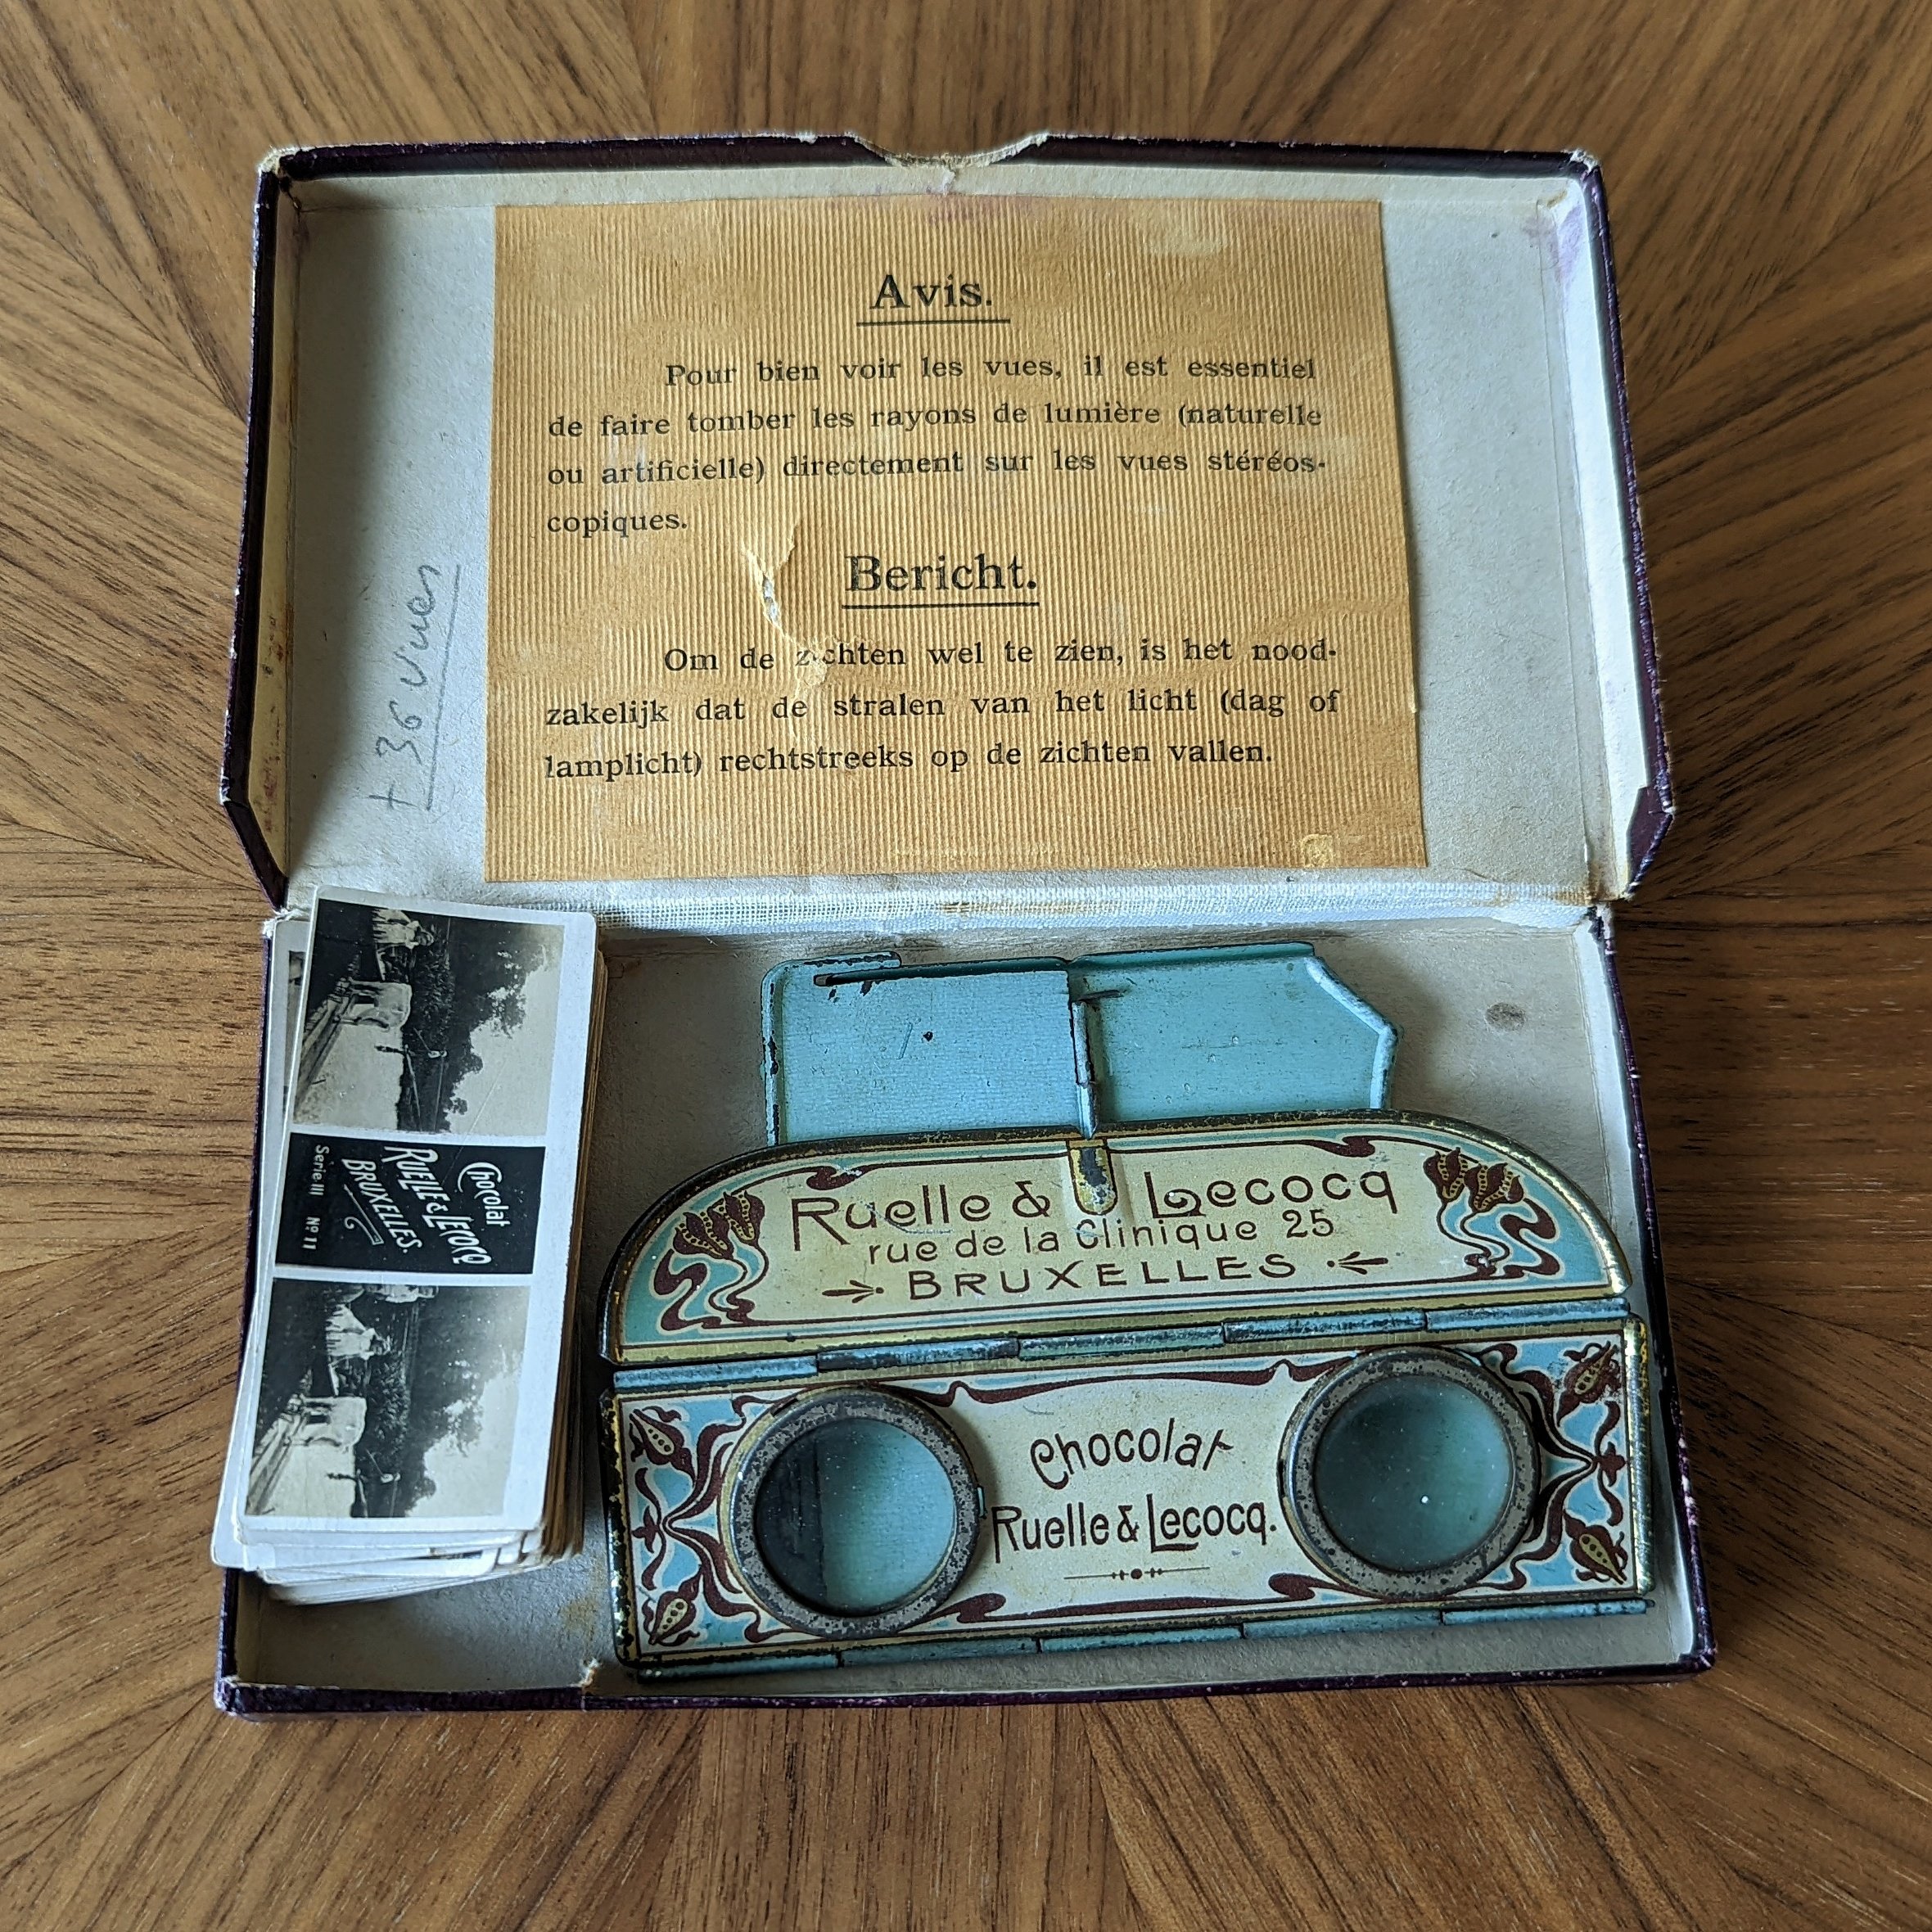 Avis.
Pour bien voir les vues, il est essentiel
de faire tomber les rayons de lumière (naturelle
ou artificielle) directement sur les vues stéréos-
copiques.
Bericht.
Om de zichten wel te zien, is het nood-
zakelijk dat de stralen van het licht (dag of
lamplicht) rechtstreeks op de zichten vallen.
+ 36 vues
Chocolat
RUELLE & LECOCQ
BRUXELLES.
Serie III Nº 11
Ruelle & Lecocq
rue de la Clinique 25
BRUXELLES
Chocolat
Ruelle & Lecocq.